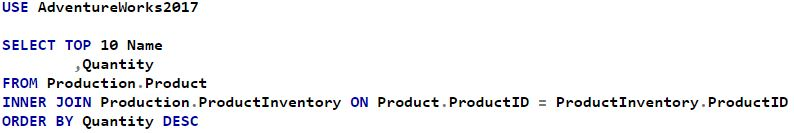 USE AdventureWorks2017
SELECT TOP 10 Name
,Quantity
FROM Production.Product
INNER JOIN Production.ProductInventory ON Product.ProductID = ProductInventory.ProductID
ORDER BY Quantity DESC